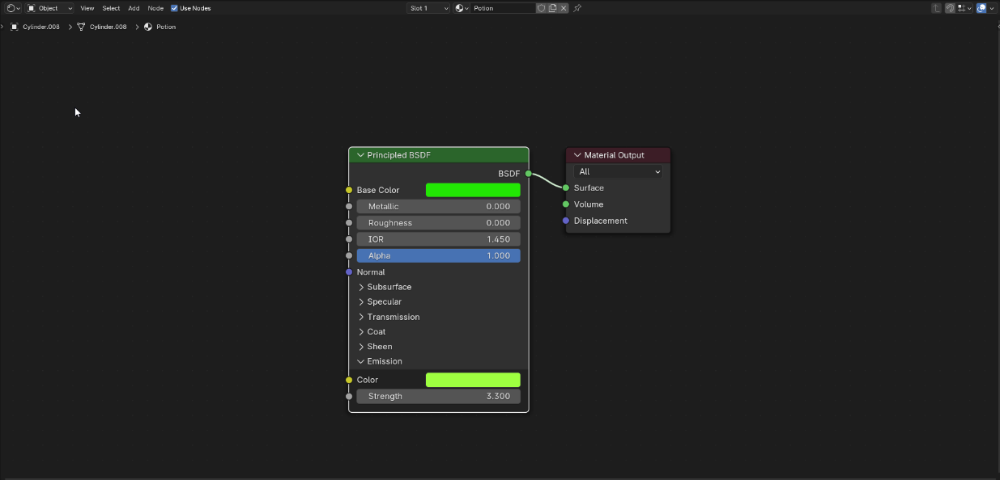 Object View Select Add Node Use Nodes Slot 1 Potion
Cylinder.008 Cylinder.008 Potion
Principled BSDF
BSDF
Base Color
Metallic 0.000
Roughness 0.000
IOR 1.450
Alpha 1.000
Normal
Subsurface
Specular
Transmission
Coat
Sheen
Emission
Color
Strength 3.300
Material Output
All
Surface
Volume
Displacement